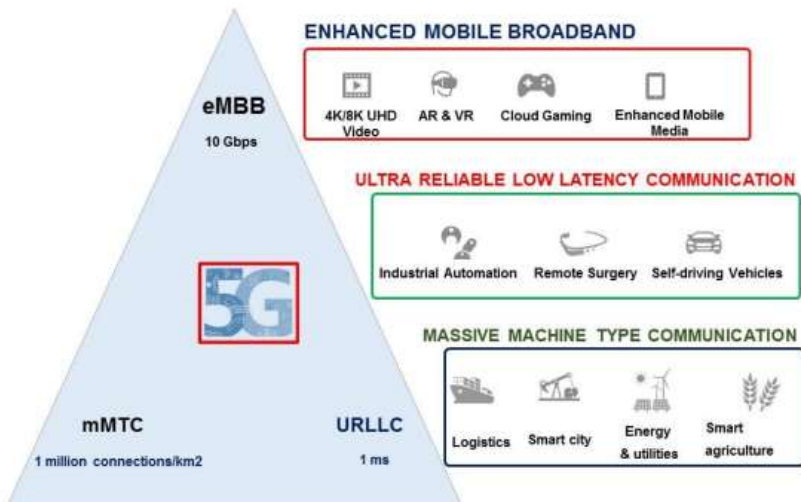 ENHANCED MOBILE BROADBAND
eMBB
10 Gbps
4K/8K UHD
Video
AR & VR
Cloud Gaming
Enhanced Mobile
Media
ULTRA RELIABLE LOW LATENCY COMMUNICATION
Industrial Automation
Remote Surgery
Self-driving Vehicles
5G
MASSIVE MACHINE TYPE COMMUNICATION
Logistics
Smart city
Energy
& utilities
Smart
agriculture
mMTC
1 million connections/km2
URLLC
1 ms